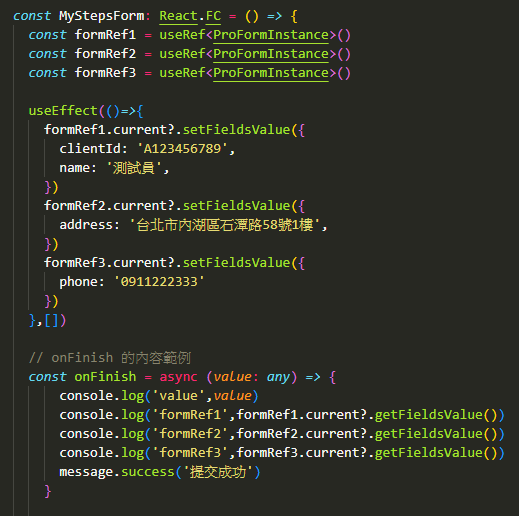 const MyStepsForm: React.FC = () => {
  const formRef1 = useRef<ProFormInstance>()
  const formRef2 = useRef<ProFormInstance>()
  const formRef3 = useRef<ProFormInstance>()

  useEffect(()=>{
    formRef1.current?.setFieldsValue({
      clientId: 'A123456789',
      name: '測試員',
    })
    formRef2.current?.setFieldsValue({
      address: '台北市內湖區石潭路58號1樓',
    })
    formRef3.current?.setFieldsValue({
      phone: '0911222333'
    })
  },[])

  // onFinish 的內容範例
  const onFinish = async (value: any) => {
      console.log('value',value)
      console.log('formRef1',formRef1.current?.getFieldsValue())
      console.log('formRef2',formRef2.current?.getFieldsValue())
      console.log('formRef3',formRef3.current?.getFieldsValue())
      message.success('提交成功')
    }